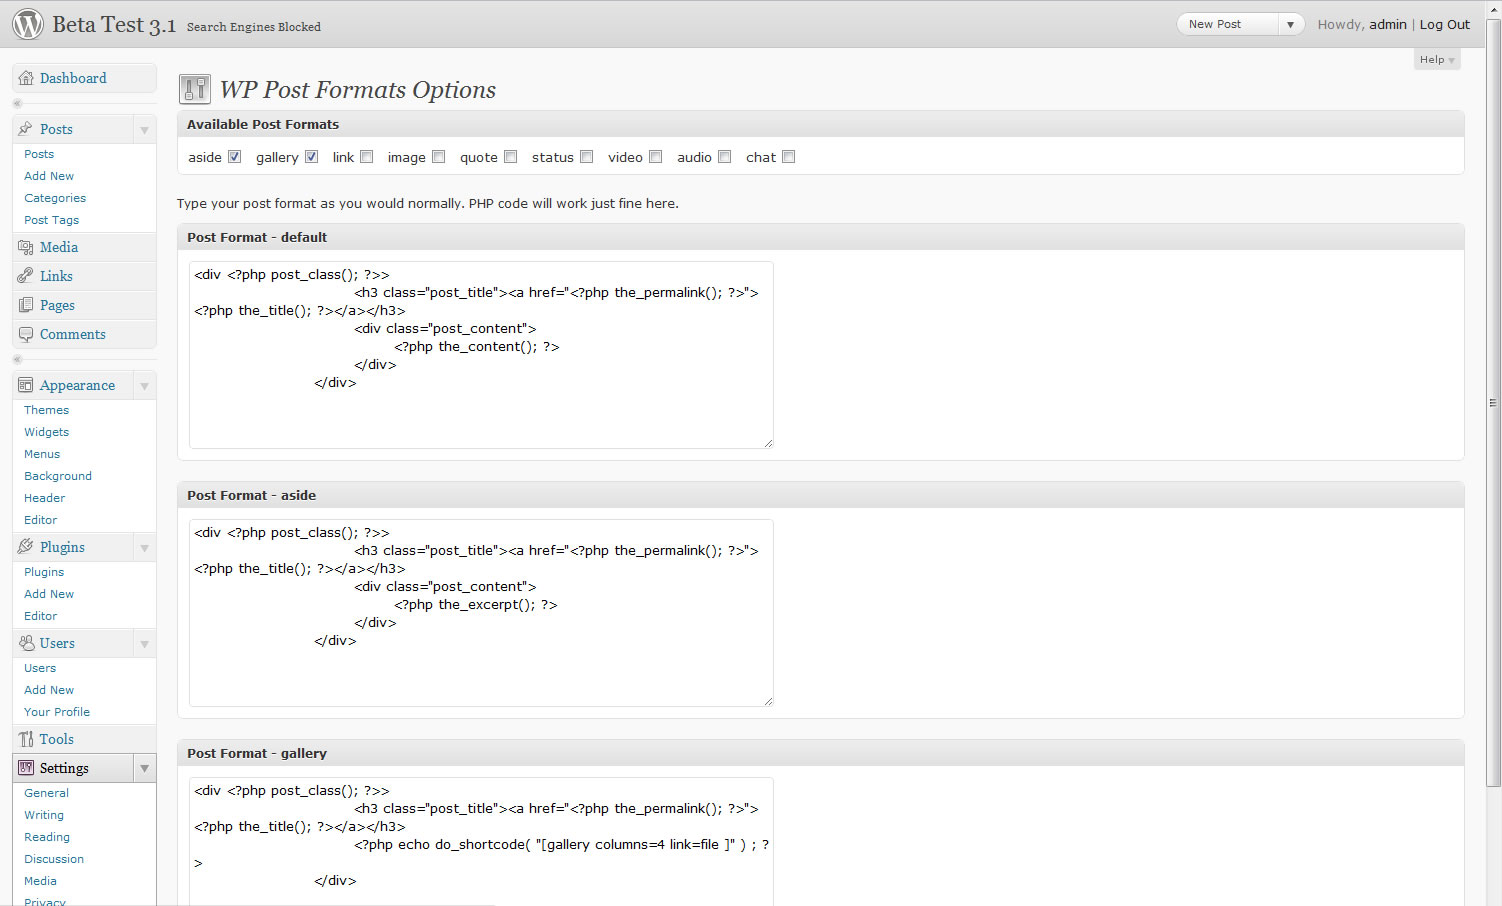 Beta Test 3.1 Search Engines Blocked
New Post
Howdy, admin | Log Out
Help
Dashboard
Posts
Posts
Add New
Categories
Post Tags
Media
Links
Pages
Comments
Appearance
Themes
Widgets
Menus
Background
Header
Editor
Plugins
Plugins
Add New
Editor
Users
Users
Add New
Your Profile
Tools
Settings
General
Writing
Reading
Discussion
Media
Privacy
WP Post Formats Options
Available Post Formats
aside gallery link image quote status video audio chat
Type your post format as you would normally. PHP code will work just fine here.
Post Format - default
<div <?php post_class(); ?>>
<h3 class="post_title"><a href="<?php the_permalink(); ?>">
<?php the_title(); ?></a></h3>
<div class="post_content">
<?php the_content(); ?>
</div>
</div>
Post Format - aside
<div <?php post_class(); ?>>
<h3 class="post_title"><a href="<?php the_permalink(); ?>">
<?php the_title(); ?></a></h3>
<div class="post_content">
<?php the_excerpt(); ?>
</div>
</div>
Post Format - gallery
<div <?php post_class(); ?>>
<h3 class="post_title"><a href="<?php the_permalink(); ?>">
<?php the_title(); ?></a></h3>
<?php echo do_shortcode( "[gallery columns=4 link=file ]" ) ; ?
>
</div>